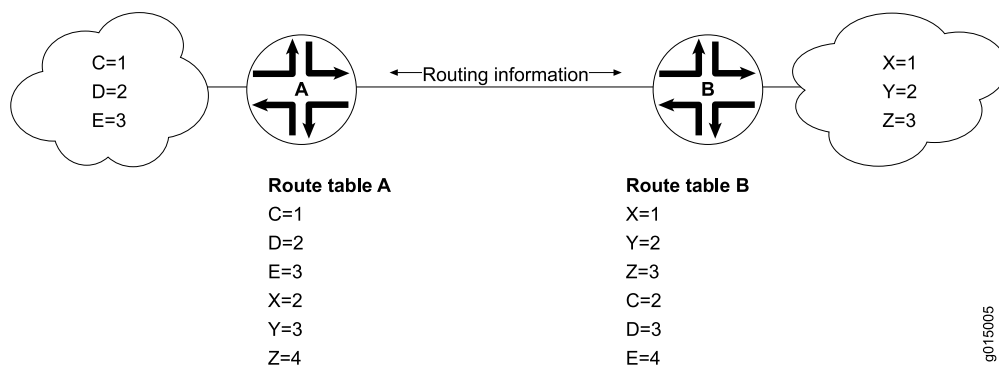 C=1
D=2
E=3
A
Routing information
B
X=1
Y=2
Z=3
Route table A
C=1
D=2
E=3
X=2
Y=3
Z=4
Route table B
X=1
Y=2
Z=3
C=2
D=3
E=4
g015005